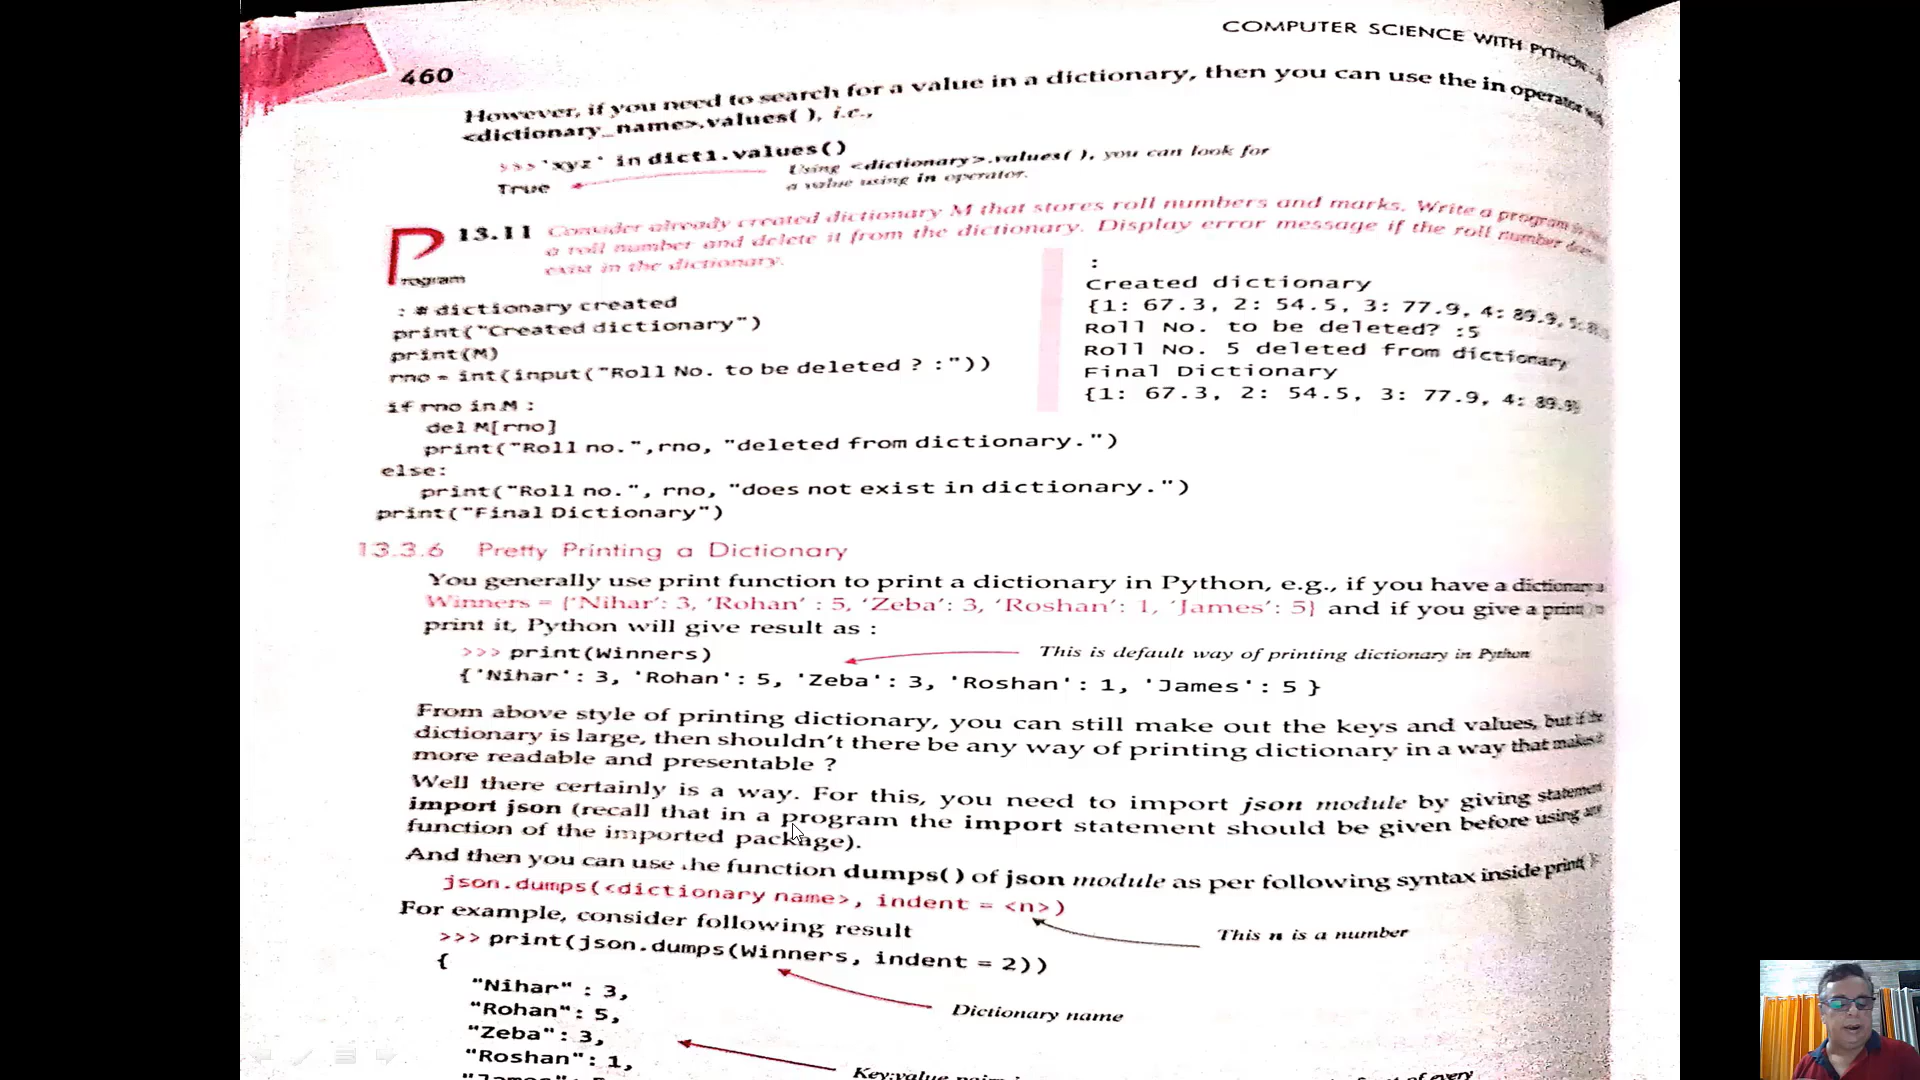 COMPUTER SCIENCE WITH PYTHON
460
However, if you need to search for a value in a dictionary, then you can use the in operator
<dictionary_name>.values( ), i.e.,
>>> 'xyz' in dict1.values()
True
Using <dictionary>.values( ), you can look for
a value using in operator.
Program 13.11 Consider already created dictionary M that stores roll numbers and marks. Write a program
a roll number and delete it from the dictionary. Display error message if the roll number
exist in the dictionary.
: # dictionary created
print("Created dictionary")
print(M)
rno = int(input("Roll No. to be deleted ? :"))
if rno in M :
del M[rno]
print("Roll no.",rno, "deleted from dictionary.")
else:
print("Roll no.", rno, "does not exist in dictionary.")
print("Final Dictionary")
:
Created dictionary
{1: 67.3, 2: 54.5, 3: 77.9, 4: 89.9, 5:
Roll No. to be deleted? :5
Roll No. 5 deleted from dictionary
Final Dictionary
{1: 67.3, 2: 54.5, 3: 77.9, 4: 89.9}
13.3.6 Pretty Printing a Dictionary
You generally use print function to print a dictionary in Python, e.g., if you have a dictionary
Winners = {'Nihar': 3, 'Rohan' : 5, 'Zeba': 3, 'Roshan': 1, 'James': 5} and if you give a print
print it, Python will give result as :
>>> print(Winners)
This is default way of printing dictionary in Python
{'Nihar': 3, 'Rohan': 5, 'Zeba': 3, 'Roshan': 1, 'James': 5 }
From above style of printing dictionary, you can still make out the keys and values, but if the
dictionary is large, then shouldn't there be any way of printing dictionary in a way that makes it
more readable and presentable ?
Well there certainly is a way. For this, you need to import json module by giving statement
import json (recall that in a program the import statement should be given before using any
function of the imported package).
And then you can use the function dumps() of json module as per following syntax inside print( ):
json.dumps(<dictionary name>, indent = <n>)
This n is a number
For example, consider following result
>>> print(json.dumps(Winners, indent = 2))
Dictionary name
{
"Nihar" : 3,
"Rohan": 5,
"Zeba": 3,
"Roshan": 1,
Key:value
of every